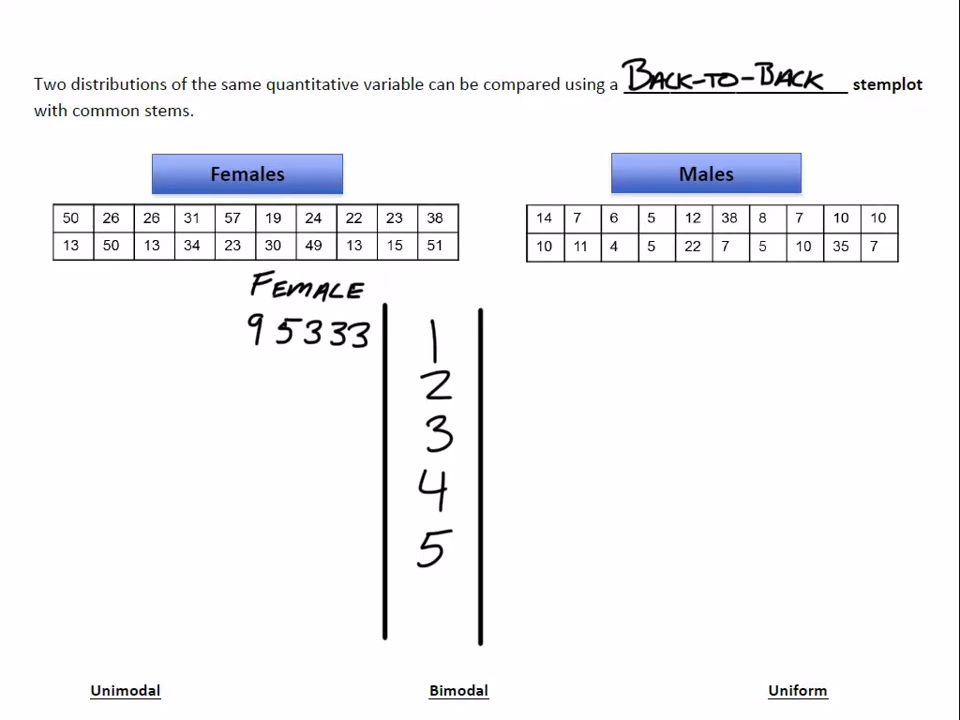 Two distributions of the same quantitative variable can be compared using a BACK-TO-BACK stemplot
with common stems.
Females
50 26 26 31 57 19 24 22 23 38
13 50 13 34 23 30 49 13 15 51
Males
14 7 6 5 12 38 8 7 10 10
10 11 4 5 22 7 5 10 35 7
FEMALE
9 5 3 3 3 1
2
3
4
5
Unimodal
Bimodal
Uniform